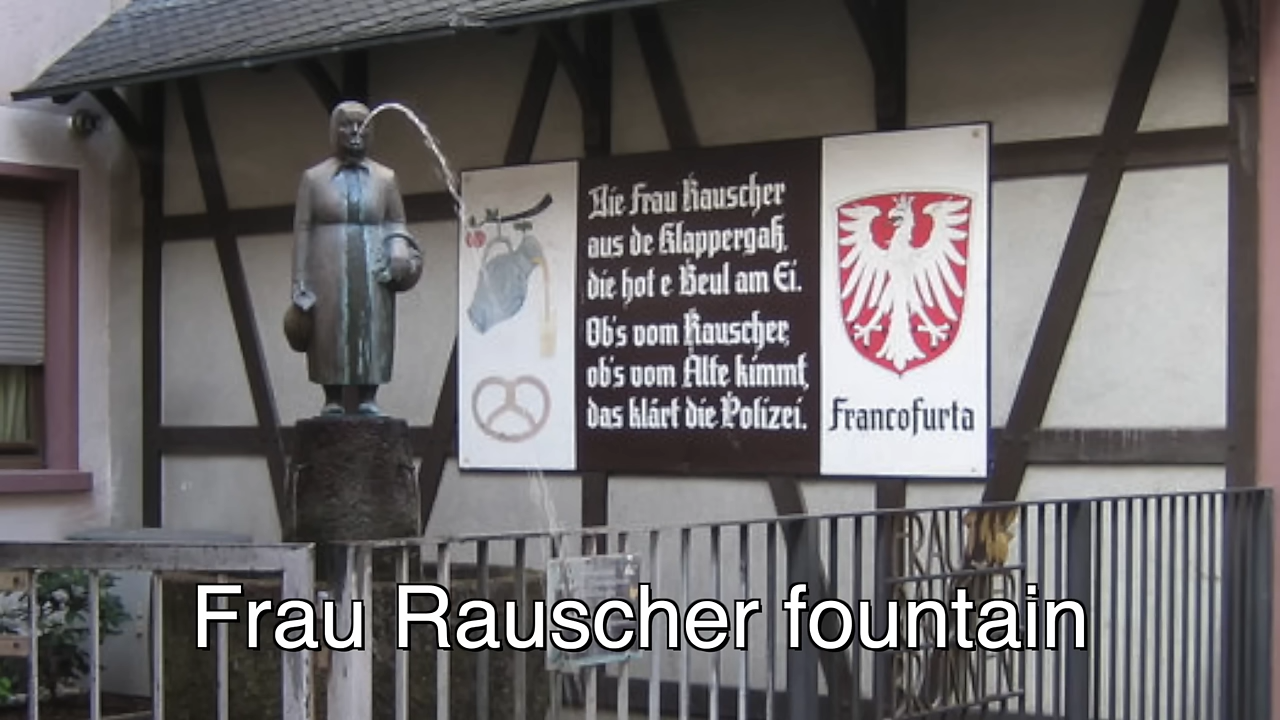 Die Frau Rauscher
aus de Klappergaß,
die hot e Beul am Ei.
Ob's vom Rauscher,
ob's vom Alte kimmt,
das klärt die Polizei.
Francofurta
FRAU
Frau Rauscher fountain